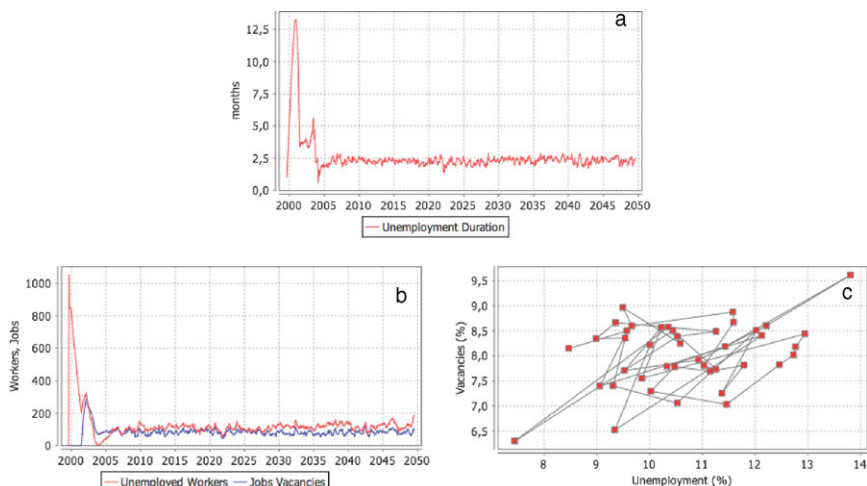 a
months
12,5
10,0
7,5
5,0
2,5
0,0
2000 2005 2010 2015 2020 2025 2030 2035 2040 2045 2050
Unemployment Duration
b
Workers, Jobs
1000
800
600
400
200
0
2000 2005 2010 2015 2020 2025 2030 2035 2040 2045 2050
Unemployed Workers Jobs Vacancies
c
Vacancies (%)
9,5
9,0
8,5
8,0
7,5
7,0
6,5
8 9 10 11 12 13 14
Unemployment (%)